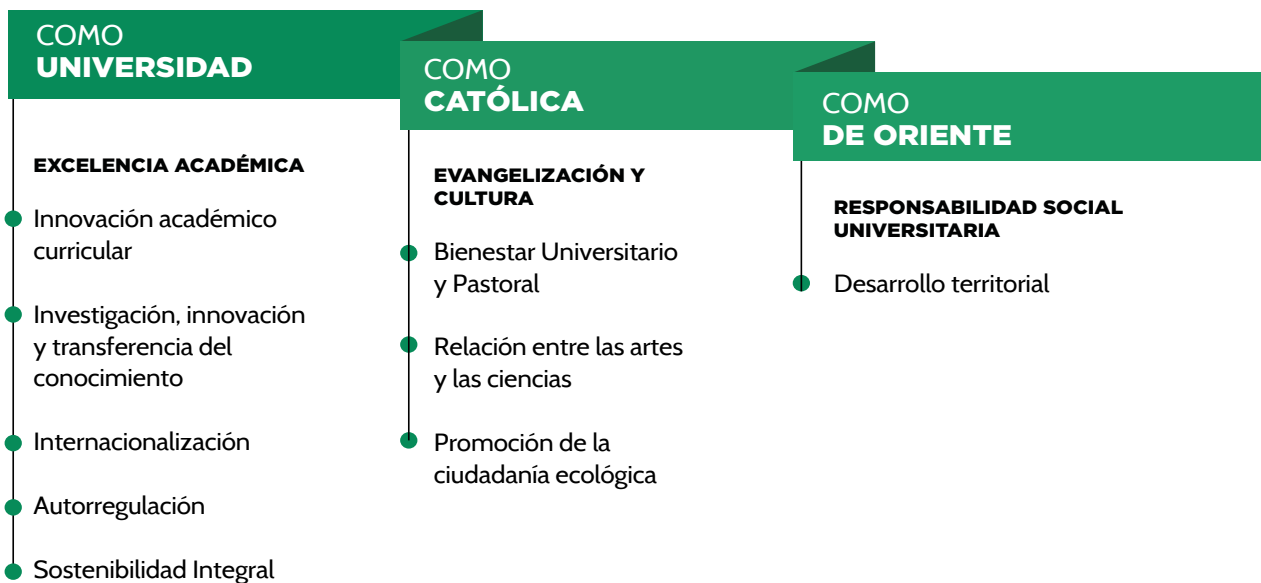 COMO
UNIVERSIDAD
EXCELENCIA ACADÉMICA
Innovación académico
curricular
Investigación, innovación
y transferencia del
conocimiento
Internacionalización
Autorregulación
Sostenibilidad Integral
COMO
CATÓLICA
EVANGELIZACIÓN Y
CULTURA
Bienestar Universitario
y Pastoral
Relación entre las artes
y las ciencias
Promoción de la
ciudadanía ecológica
COMO
DE ORIENTE
RESPONSABILIDAD SOCIAL
UNIVERSITARIA
Desarrollo territorial